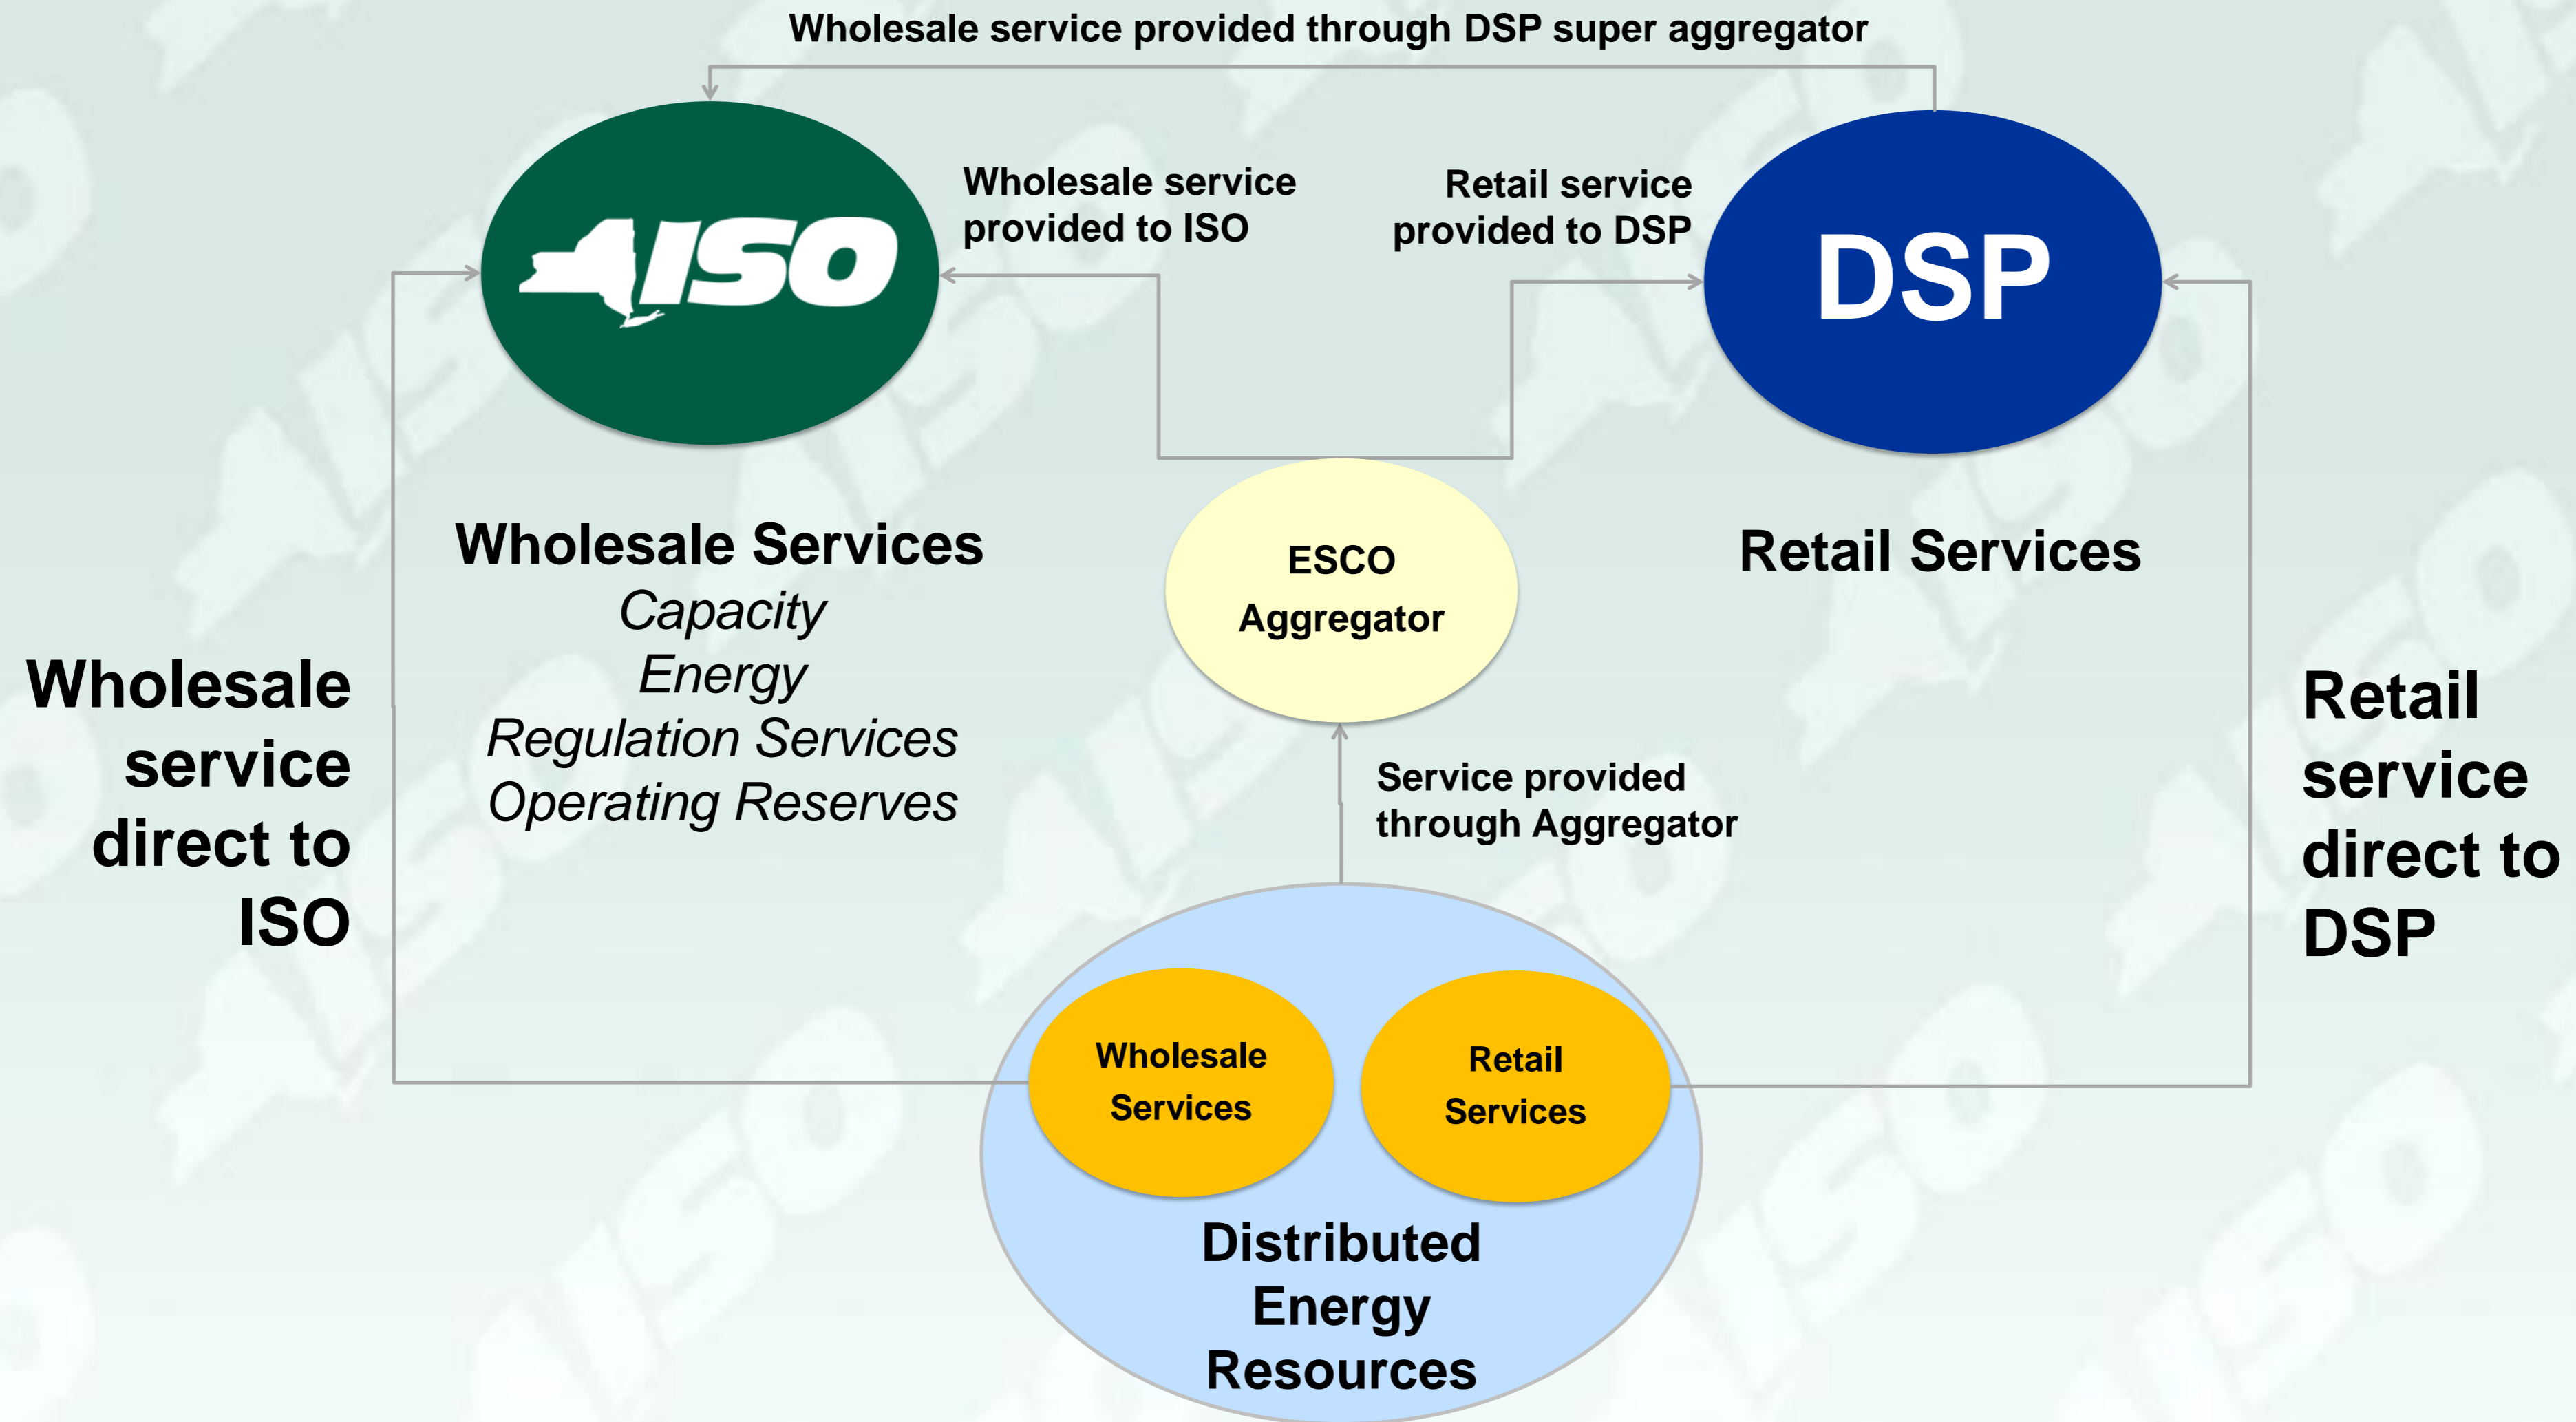 Wholesale service provided through DSP super aggregator
ISO
Wholesale service
provided to ISO
Retail service
provided to DSP
DSP
Wholesale Services
Capacity
Energy
Regulation Services
Operating Reserves
ESCO
Aggregator
Retail Services
Wholesale
service
direct to
ISO
Service provided
through Aggregator
Retail
service
direct to
DSP
Wholesale
Services
Retail
Services
Distributed
Energy
Resources